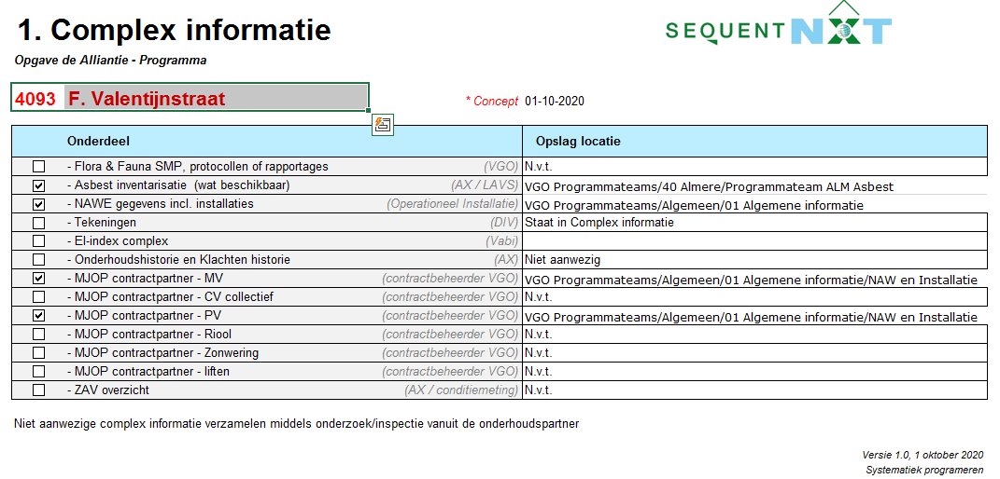 1. Complex informatie
SEQUENT NXT
Opgave de Alliantie - Programma
4093 F. Valentijnstraat
* Concept 01-10-2020
Onderdeel Opslag locatie
- Flora & Fauna SMP, protocollen of rapportages (VGO) N.v.t.
- Asbest inventarisatie (wat beschikbaar) (AX / LAVS) VGO Programmateams/40 Almere/Programmateam ALM Asbest
- NAWE gegevens incl. installaties (Operationeel Installatie) VGO Programmateams/Algemeen/01 Algemene informatie
- Tekeningen (DIV) Staat in Complex informatie
- EI-index complex (Vabi)
- Onderhoudshistorie en Klachten historie (AX) Niet aanwezig
- MJOP contractpartner - MV (contractbeheerder VGO) VGO Programmateams/Algemeen/01 Algemene informatie/NAW en Installatie
- MJOP contractpartner - CV collectief (contractbeheerder VGO) N.v.t.
- MJOP contractpartner - PV (contractbeheerder VGO) VGO Programmateams/Algemeen/01 Algemene informatie/NAW en Installatie
- MJOP contractpartner - Riool (contractbeheerder VGO) N.v.t.
- MJOP contractpartner - Zonwering (contractbeheerder VGO) N.v.t.
- MJOP contractpartner - liften (contractbeheerder VGO) N.v.t.
- ZAV overzicht (AX / conditiemeting) N.v.t.
Niet aanwezige complex informatie verzamelen middels onderzoek/inspectie vanuit de onderhoudspartner
Versie 1.0, 1 oktober 2020
Systematiek programeren